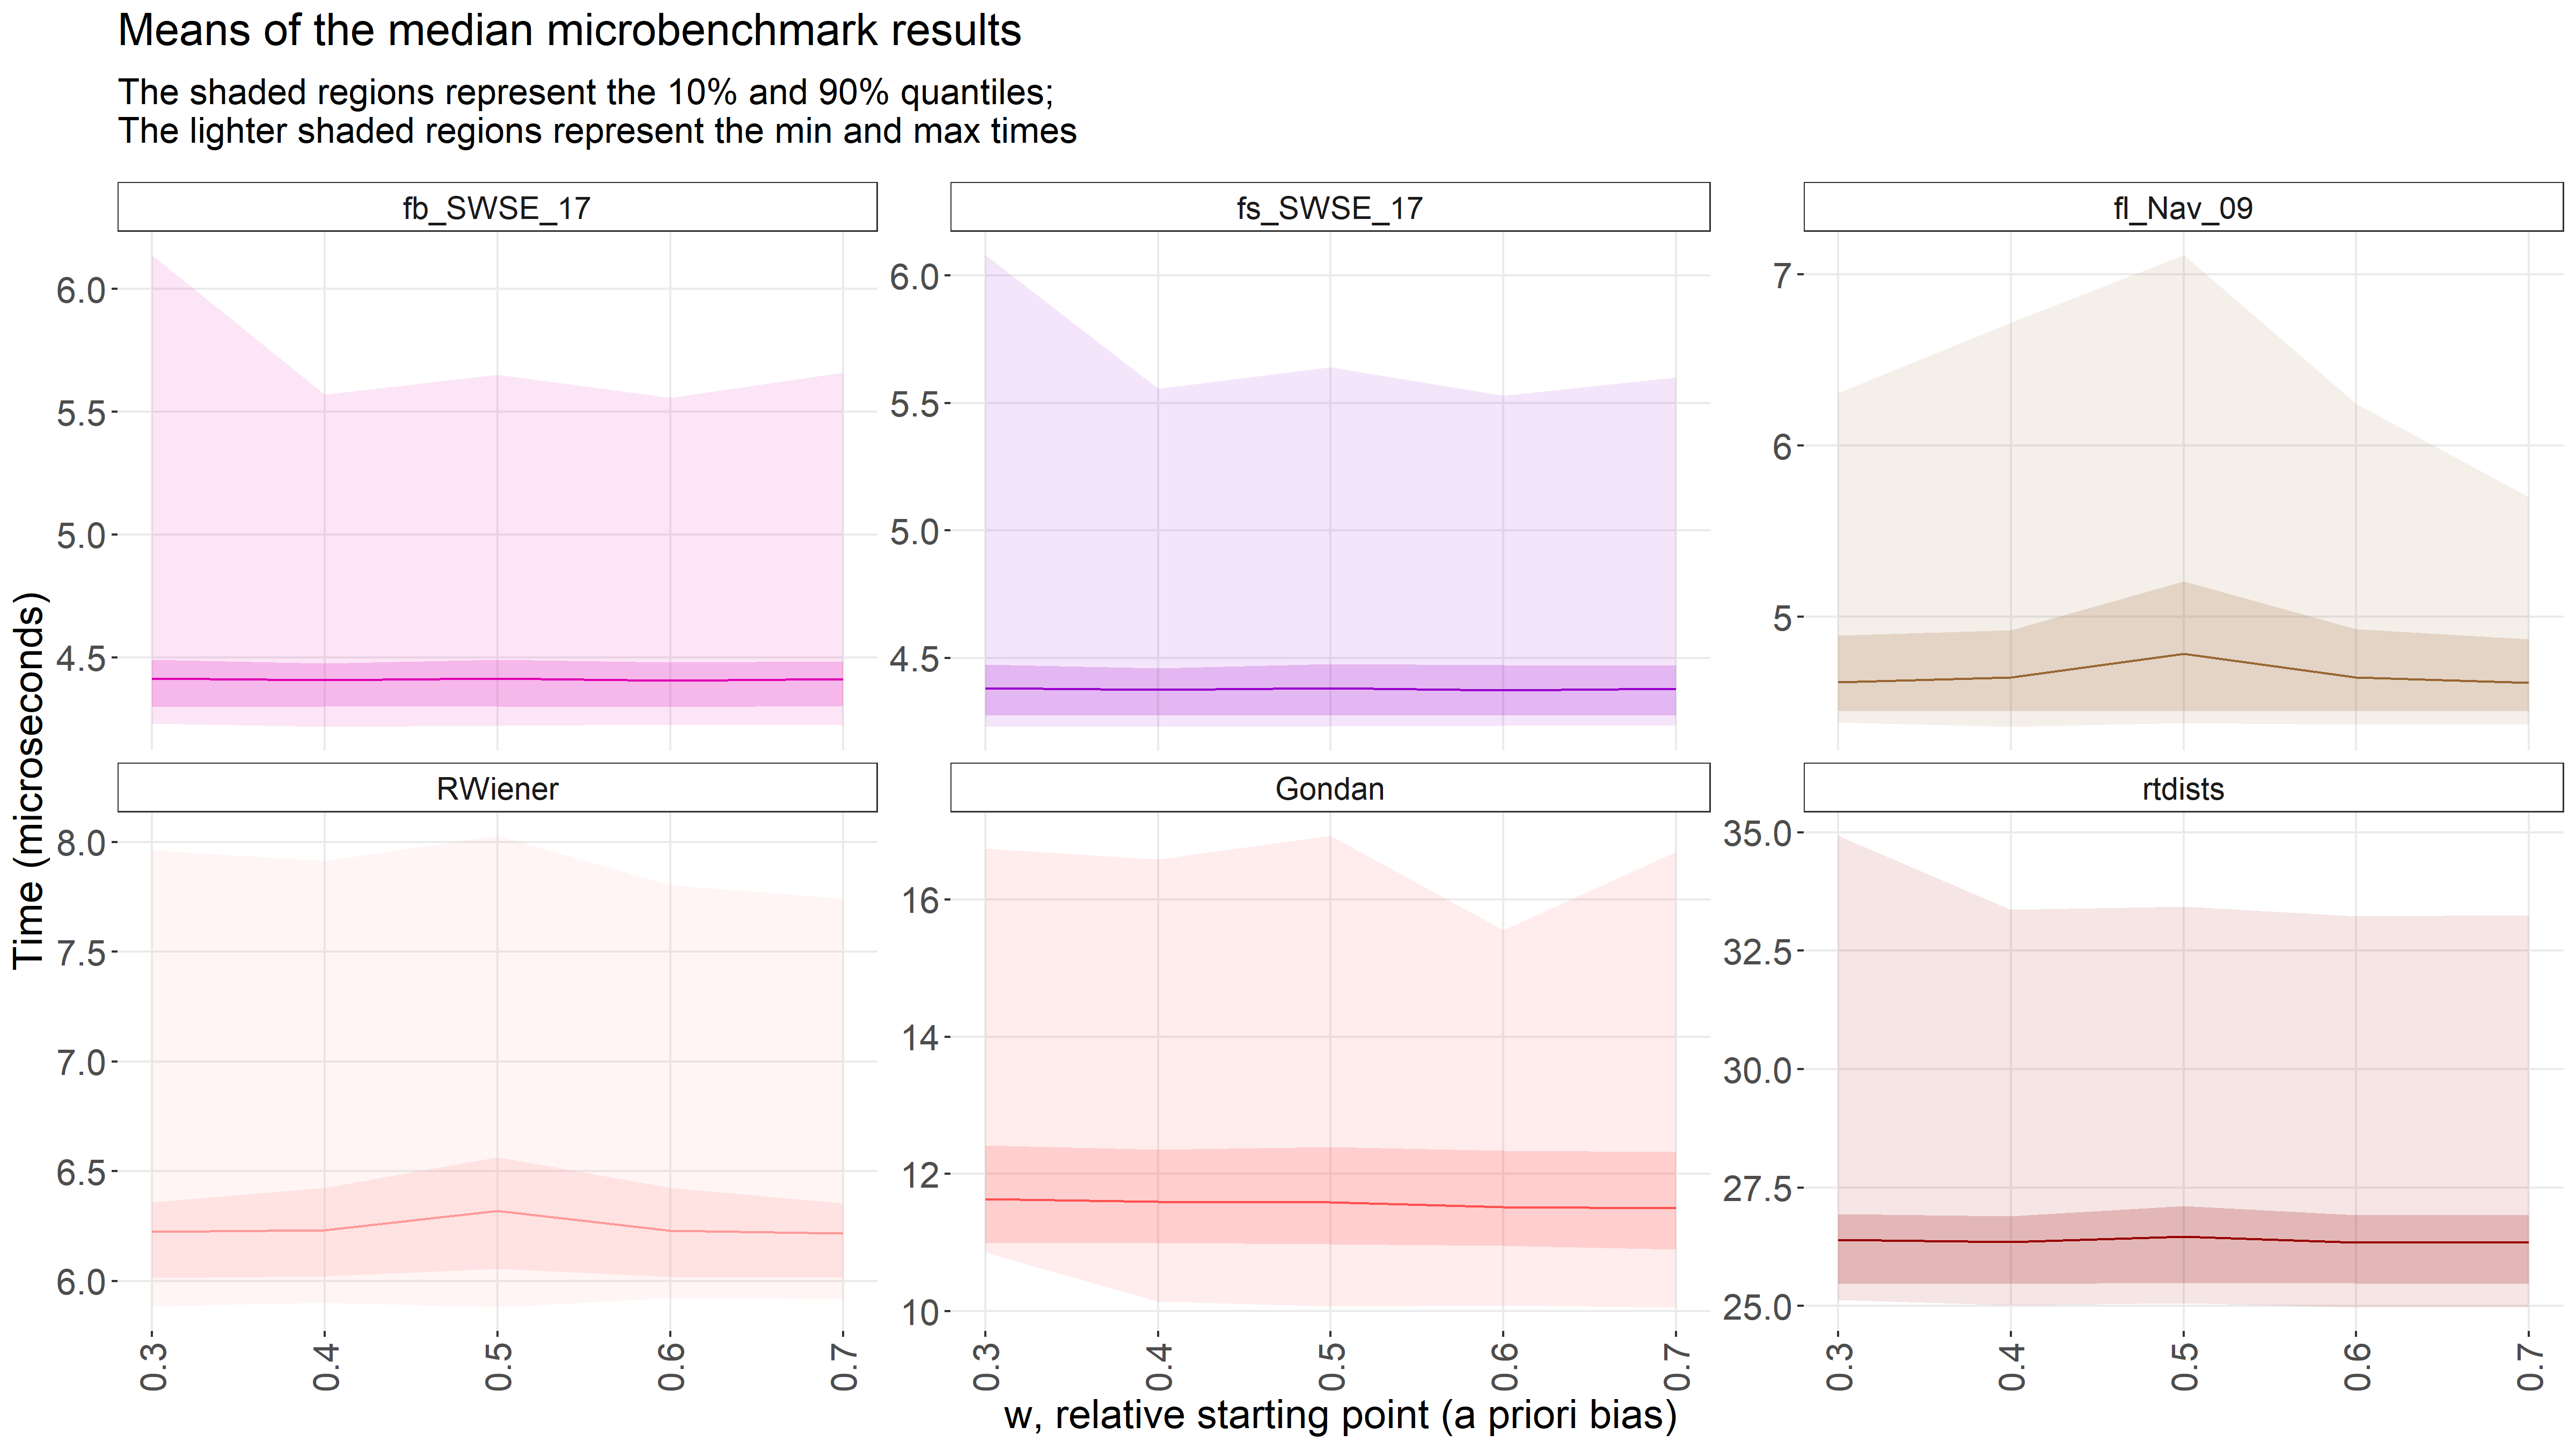 Means of the median microbenchmark results
The shaded regions represent the 10% and 90% quantiles;
The lighter shaded regions represent the min and max times
fb_SWSE_17
fs_SWSE_17
fl_Nav_09
6.0
5.5
5.0
4.5
6.0
5.5
5.0
4.5
7
6
5
Time (microseconds)
RWiener
Gondan
rtdists
8.0
7.5
7.0
6.5
6.0
16
14
12
10
35.0
32.5
30.0
27.5
25.0
0.3 0.4 0.5 0.6 0.7
0.3 0.4 0.5 0.6 0.7
0.3 0.4 0.5 0.6 0.7
w, relative starting point (a priori bias)